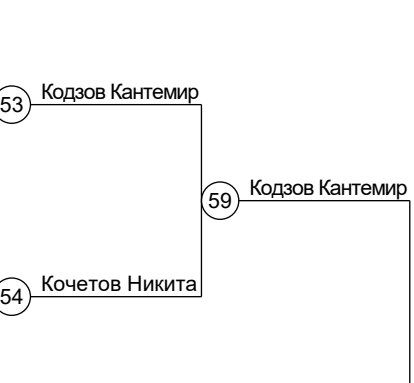 53 Кодзов Кантемир
59 Кодзов Кантемир
54 Кочетов Никита